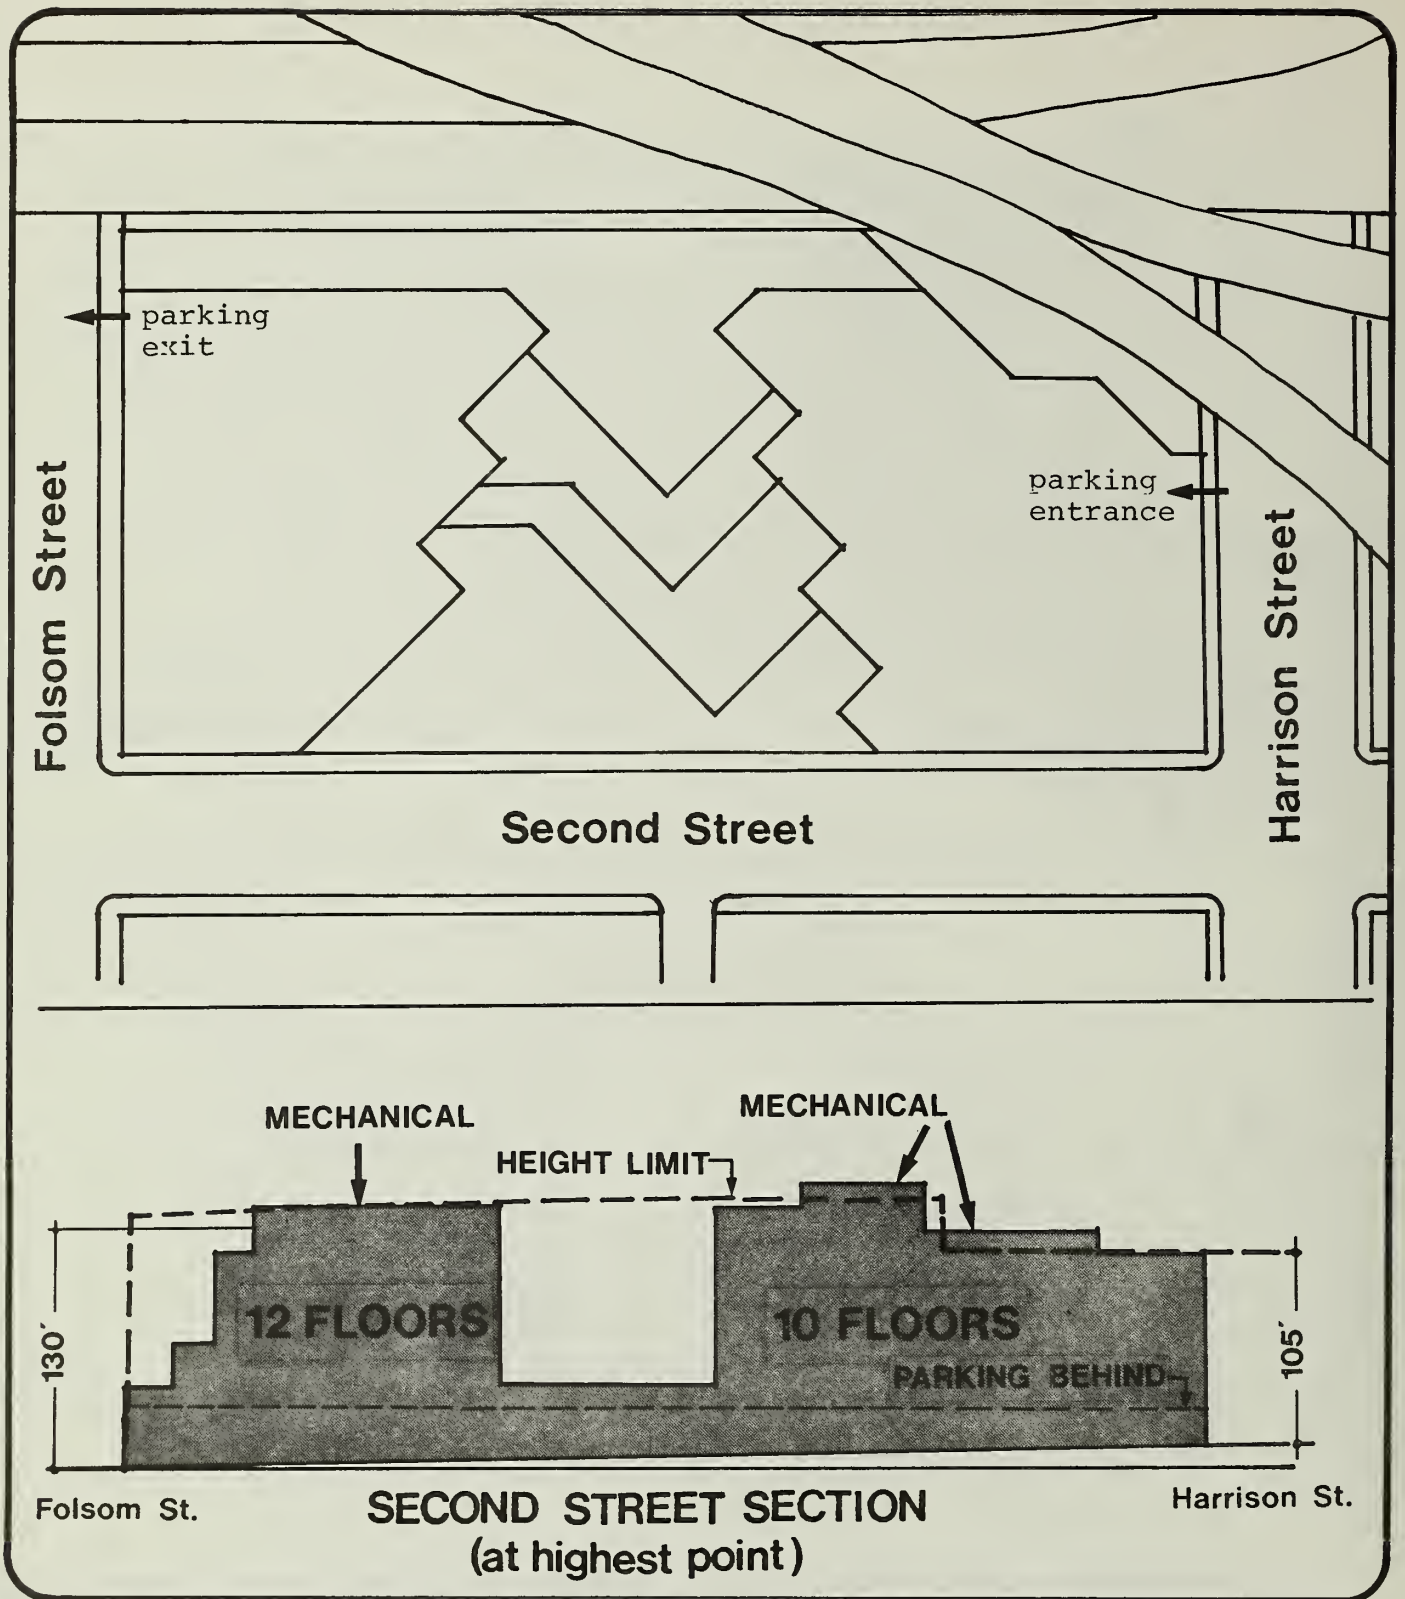 parking
exit
Folsom Street
parking
entrance
Harrison Street
Second Street
MECHANICAL
MECHANICAL
HEIGHT LIMIT
12 FLOORS
10 FLOORS
130′
105′
PARKING BEHIND
Folsom St.
Harrison St.
SECOND STREET SECTION
(at highest point)